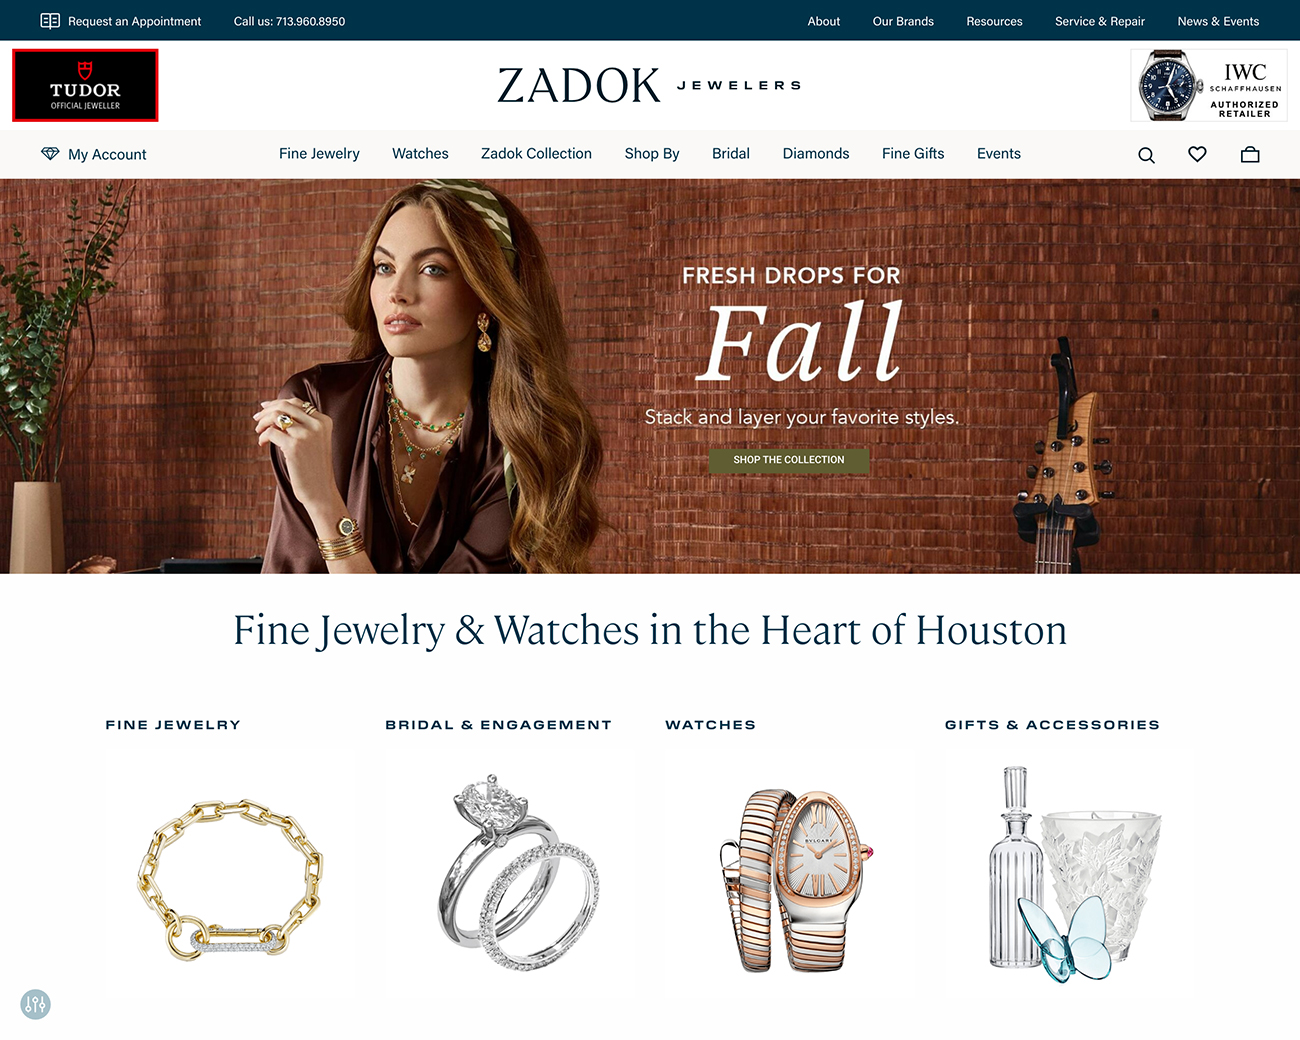 Request an Appointment
Call us: 713.960.8950
About
Our Brands
Resources
Service & Repair
News & Events
TUDOR
OFFICIAL JEWELLER
ZADOK JEWELERS
IWC
SCHAFFHAUSEN
AUTHORIZED
RETAILER
My Account
Fine Jewelry
Watches
Zadok Collection
Shop By
Bridal
Diamonds
Fine Gifts
Events
FRESH DROPS FOR
Fall
Stack and layer your favorite styles.
SHOP THE COLLECTION
Fine Jewelry & Watches in the Heart of Houston
FINE JEWELRY
BRIDAL & ENGAGEMENT
WATCHES
GIFTS & ACCESSORIES
BVLGARI